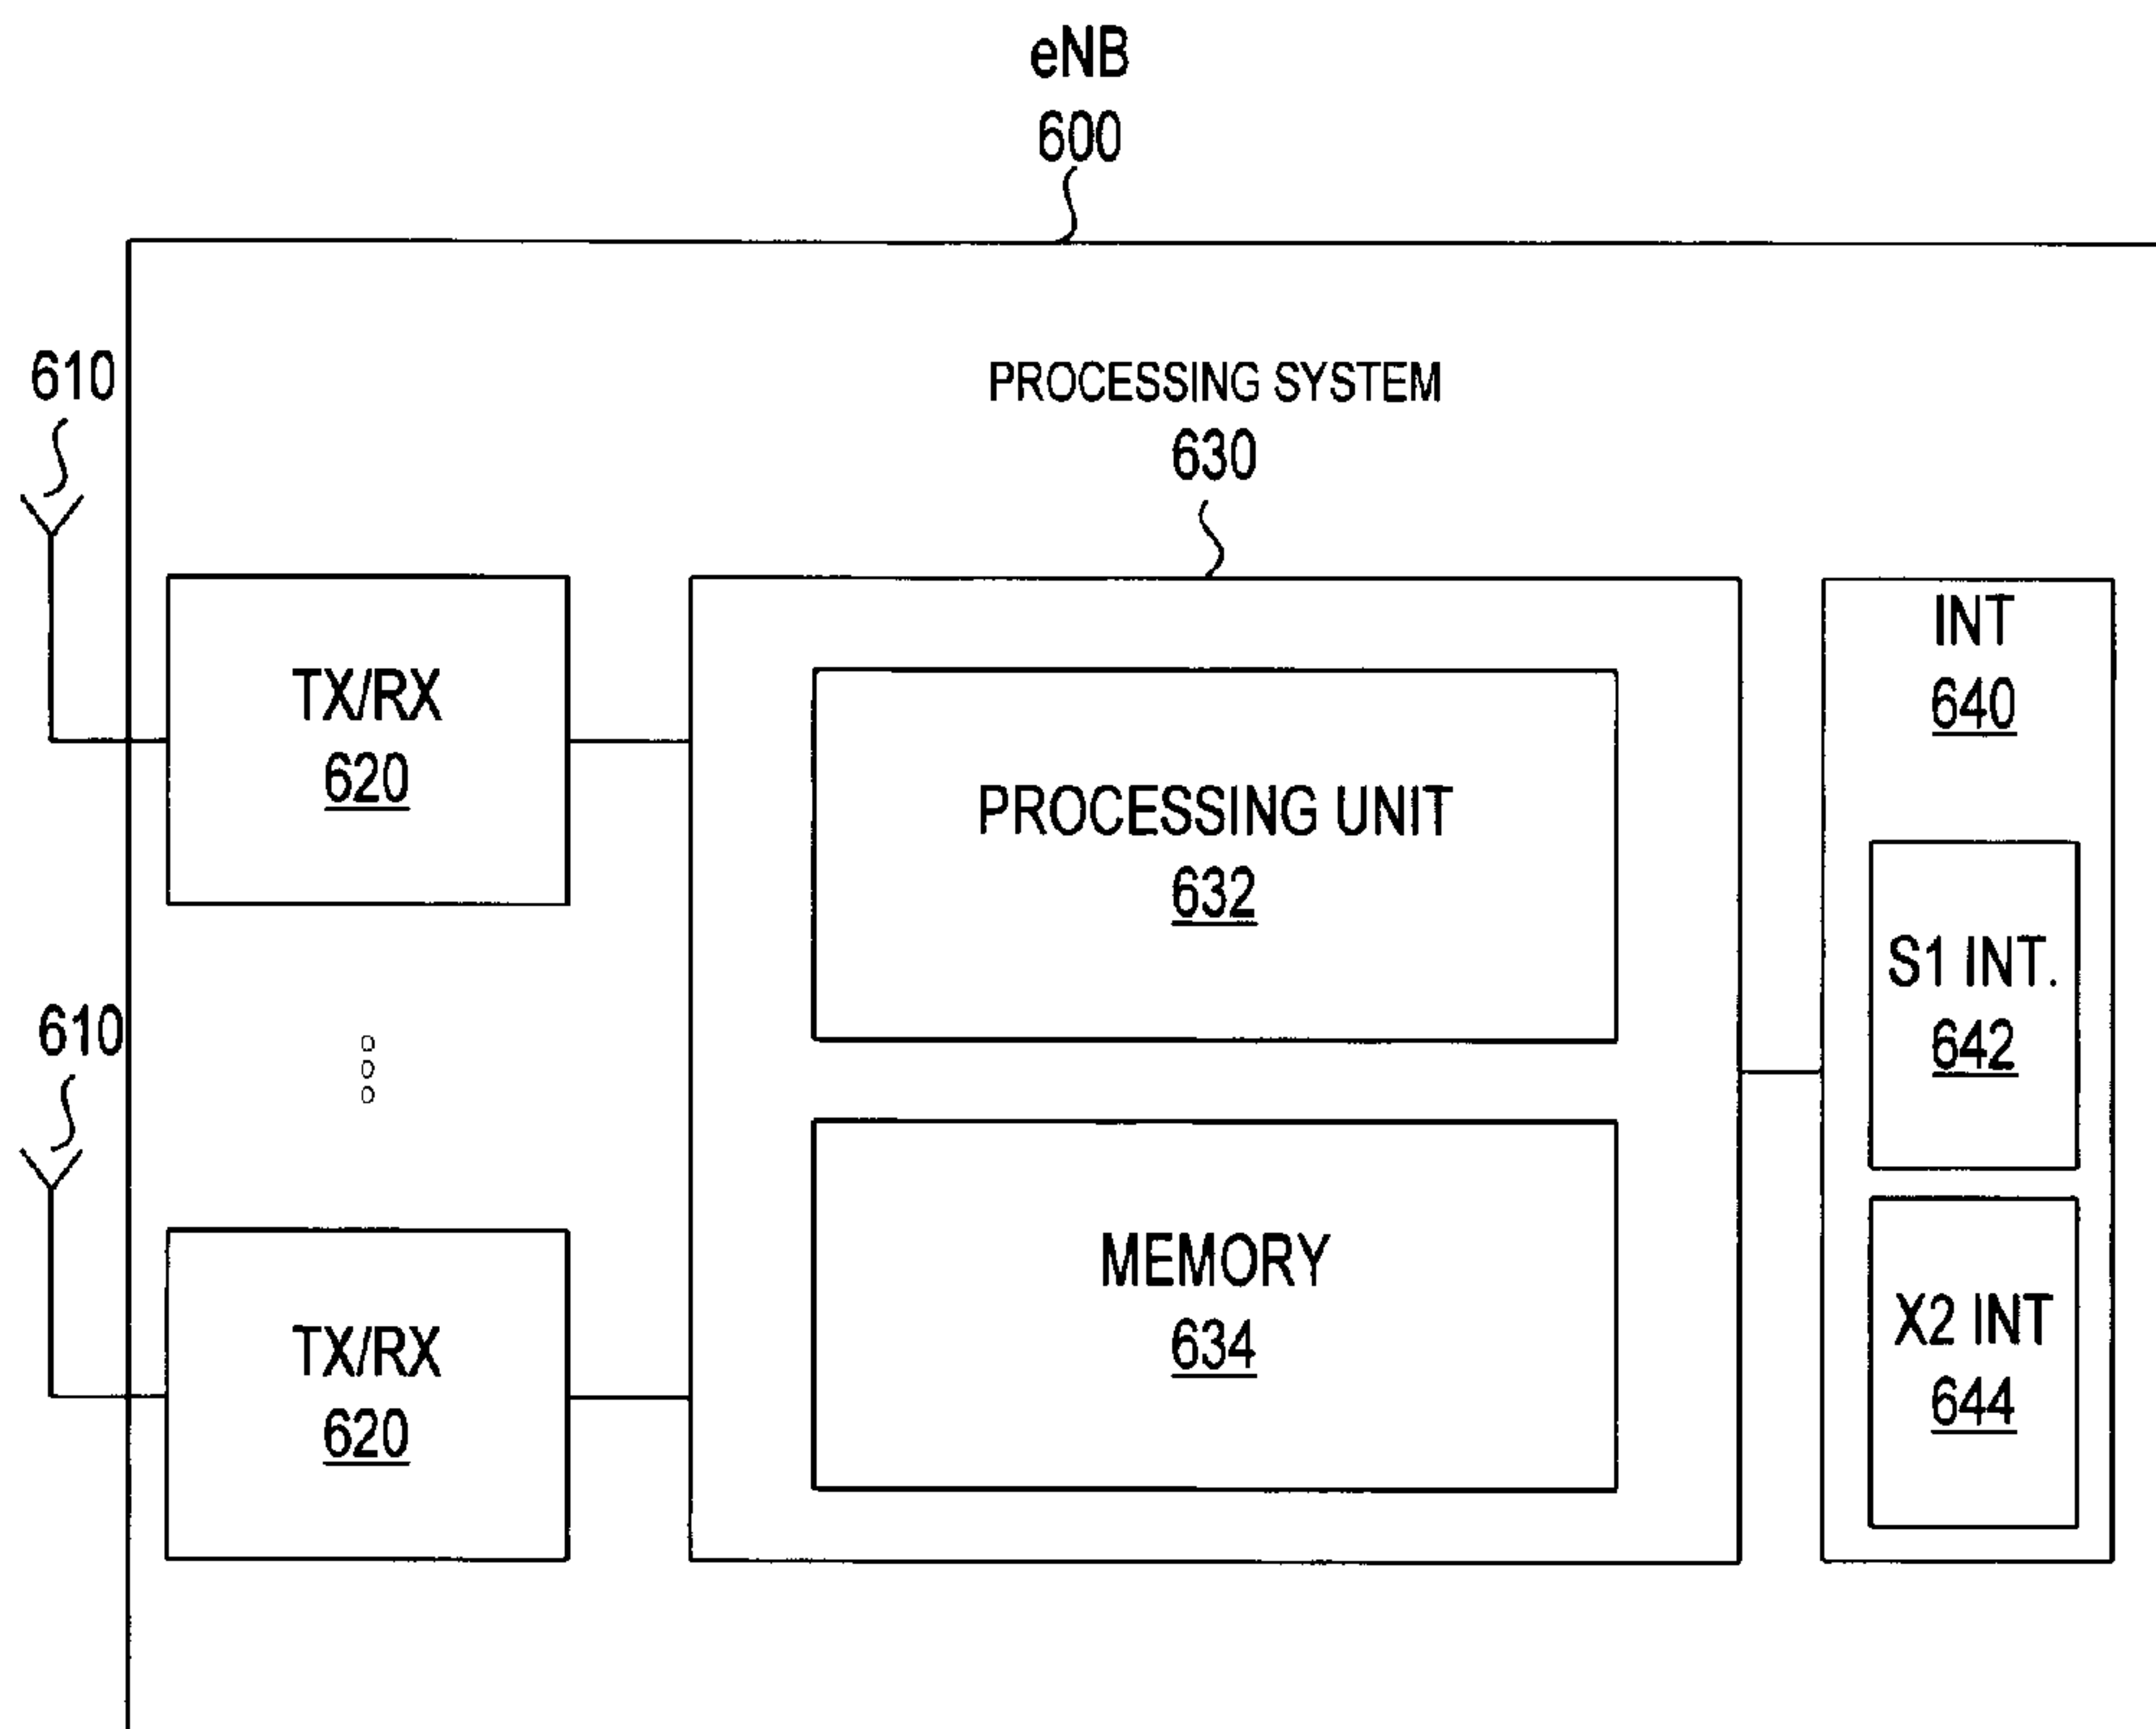 eNB
600
610
PROCESSING SYSTEM
630
TX/RX
620
PROCESSING UNIT
632
INT
640
S1 INT.
642
610
MEMORY
634
X2 INT
644
TX/RX
620